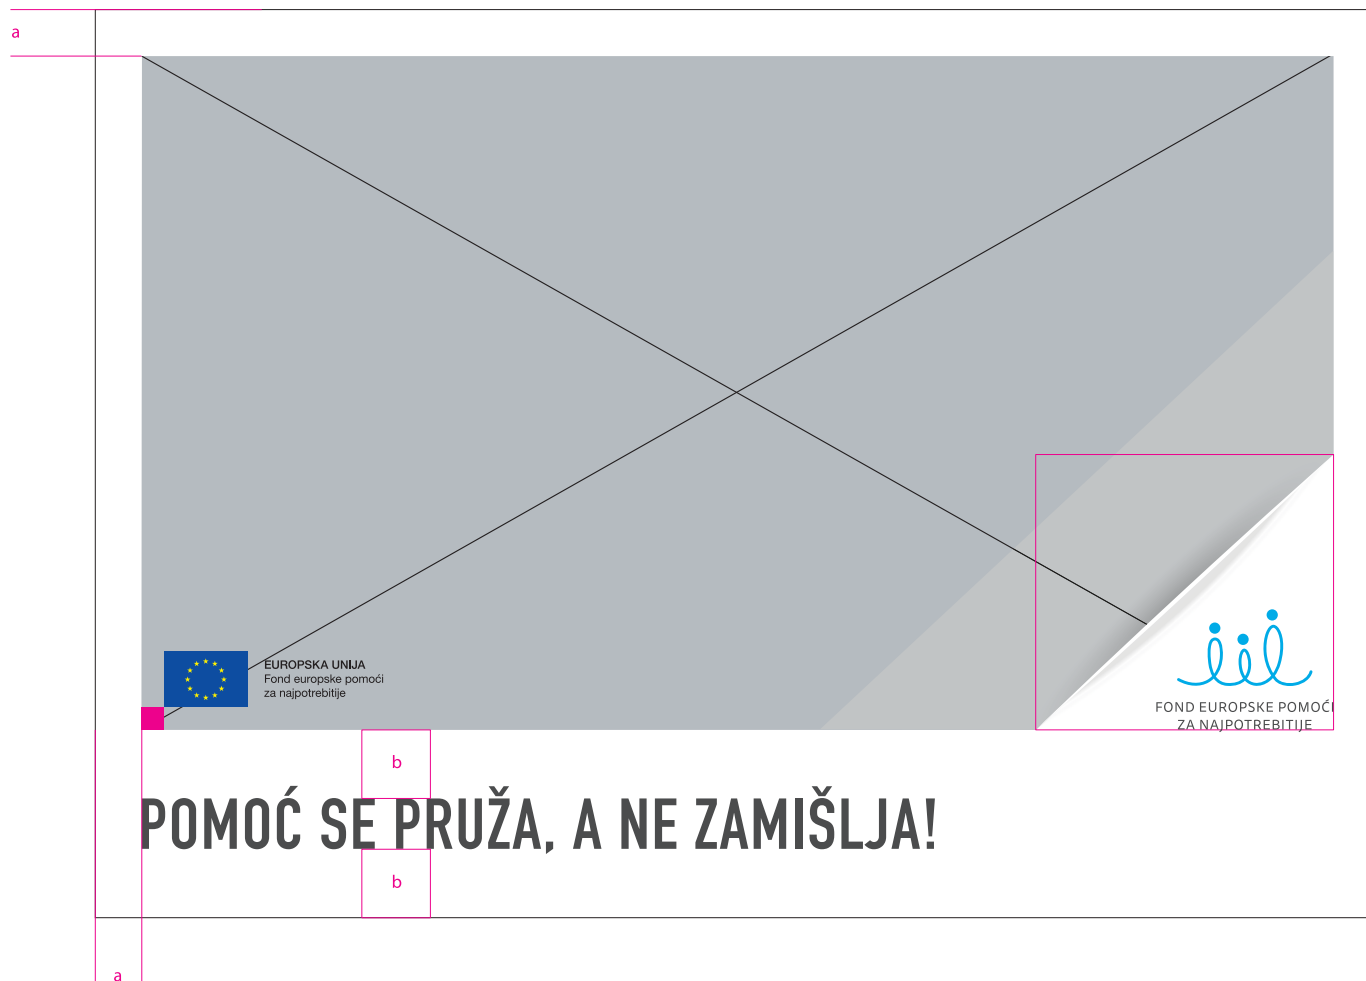 a
EUROPSKA UNIJA
Fond europske pomoći
za najpotrebitije
FOND EUROPSKE POMOĆI
ZA NAJPOTREBITIJE
b
POMOĆ SE PRUŽA, A NE ZAMIŠLJA!
b
a